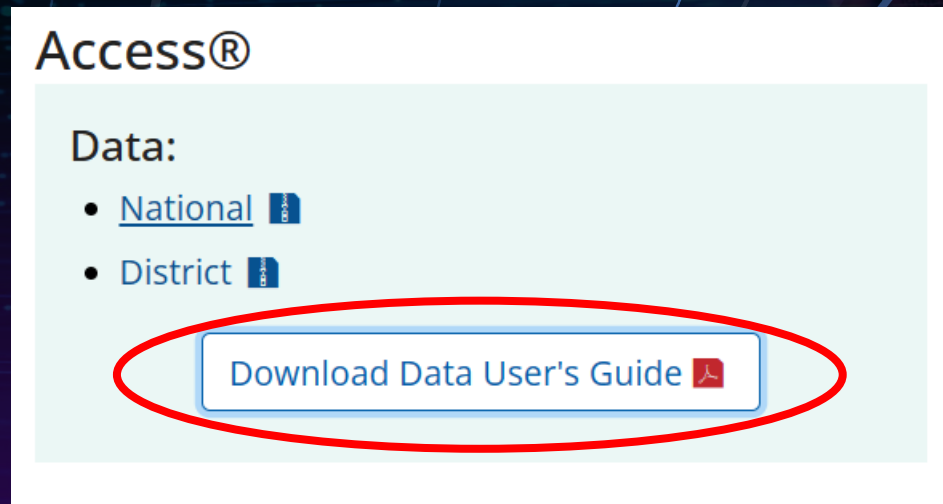 Access®
Data:
National
District
Download Data User's Guide